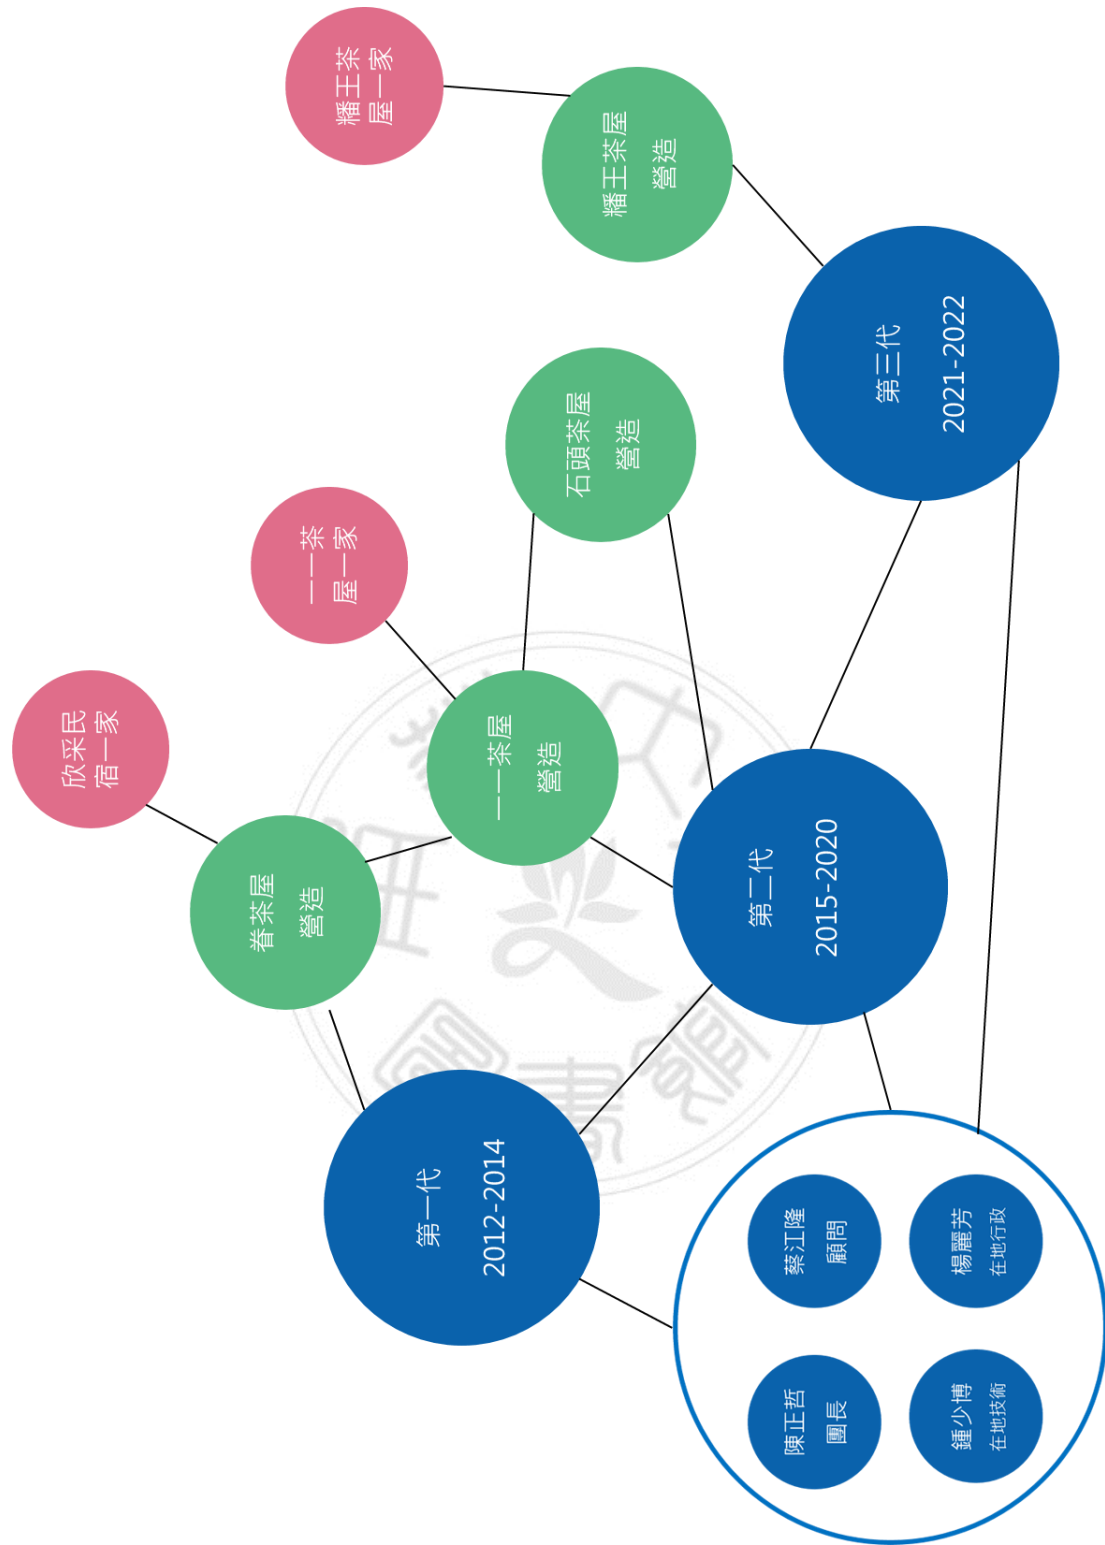 欣采民
宿一家
眷茶屋
營造
一一茶
屋一家
䊩王茶
屋一家
第一代
2012-2014
一一茶屋
營造
石頭茶屋
營造
䊩王茶屋
營造
第二代
2015-2020
第三代
2021-2022
陳正哲
團長
蔡江隆
顧問
鍾少博
在地技術
楊麗芳
在地行政